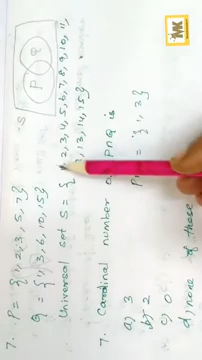 7. P = {1, 2, 3, 5, 7}
Q = {1, 3, 6, 10, 15}
Universal set S = { 2, 3, 4, 5, 6, 7, 8, 9, 10, 11,
13, 14, 15}
S
P Q
7. Cardinal number P∩Q is
a) 3
b) 2
c) 0
d) none of these
= {1, 3}
MK